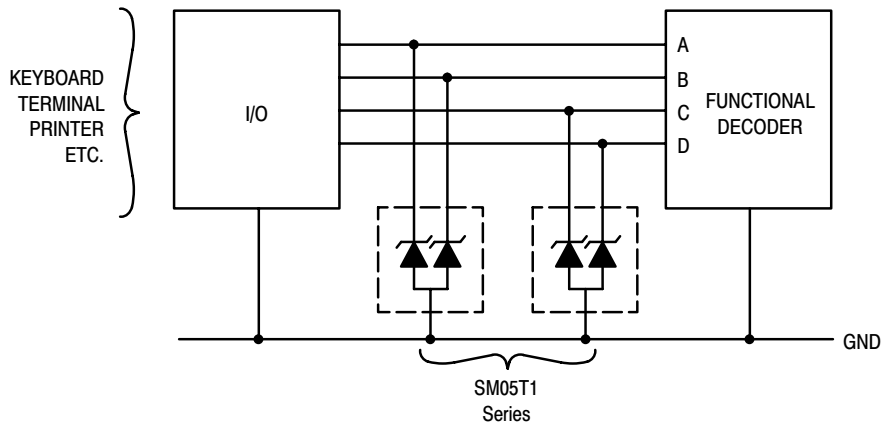 KEYBOARD
TERMINAL
PRINTER
ETC.
I/O
A
B
C
D
FUNCTIONAL
DECODER
GND
SM05T1
Series